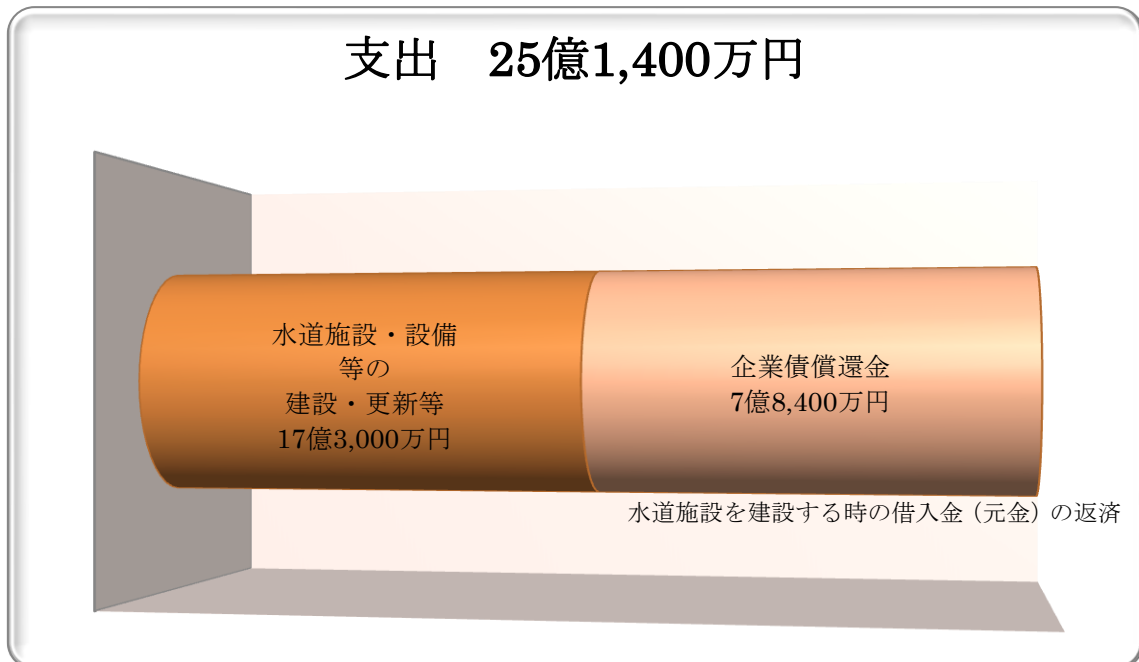 支出　25億1,400万円
水道施設・設備
等の
建設・更新等
17億3,000万円
企業債償還金
7億8,400万円
水道施設を建設する時の借入金（元金）の返済